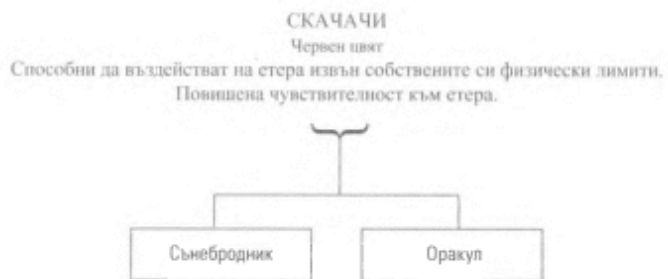 СКАЧАЧИ
Червен цвят
Способни да въздействат на етера извън собствените си физически лимити.
Повишена чувствителност към етера.
Сънебродник
Оракул